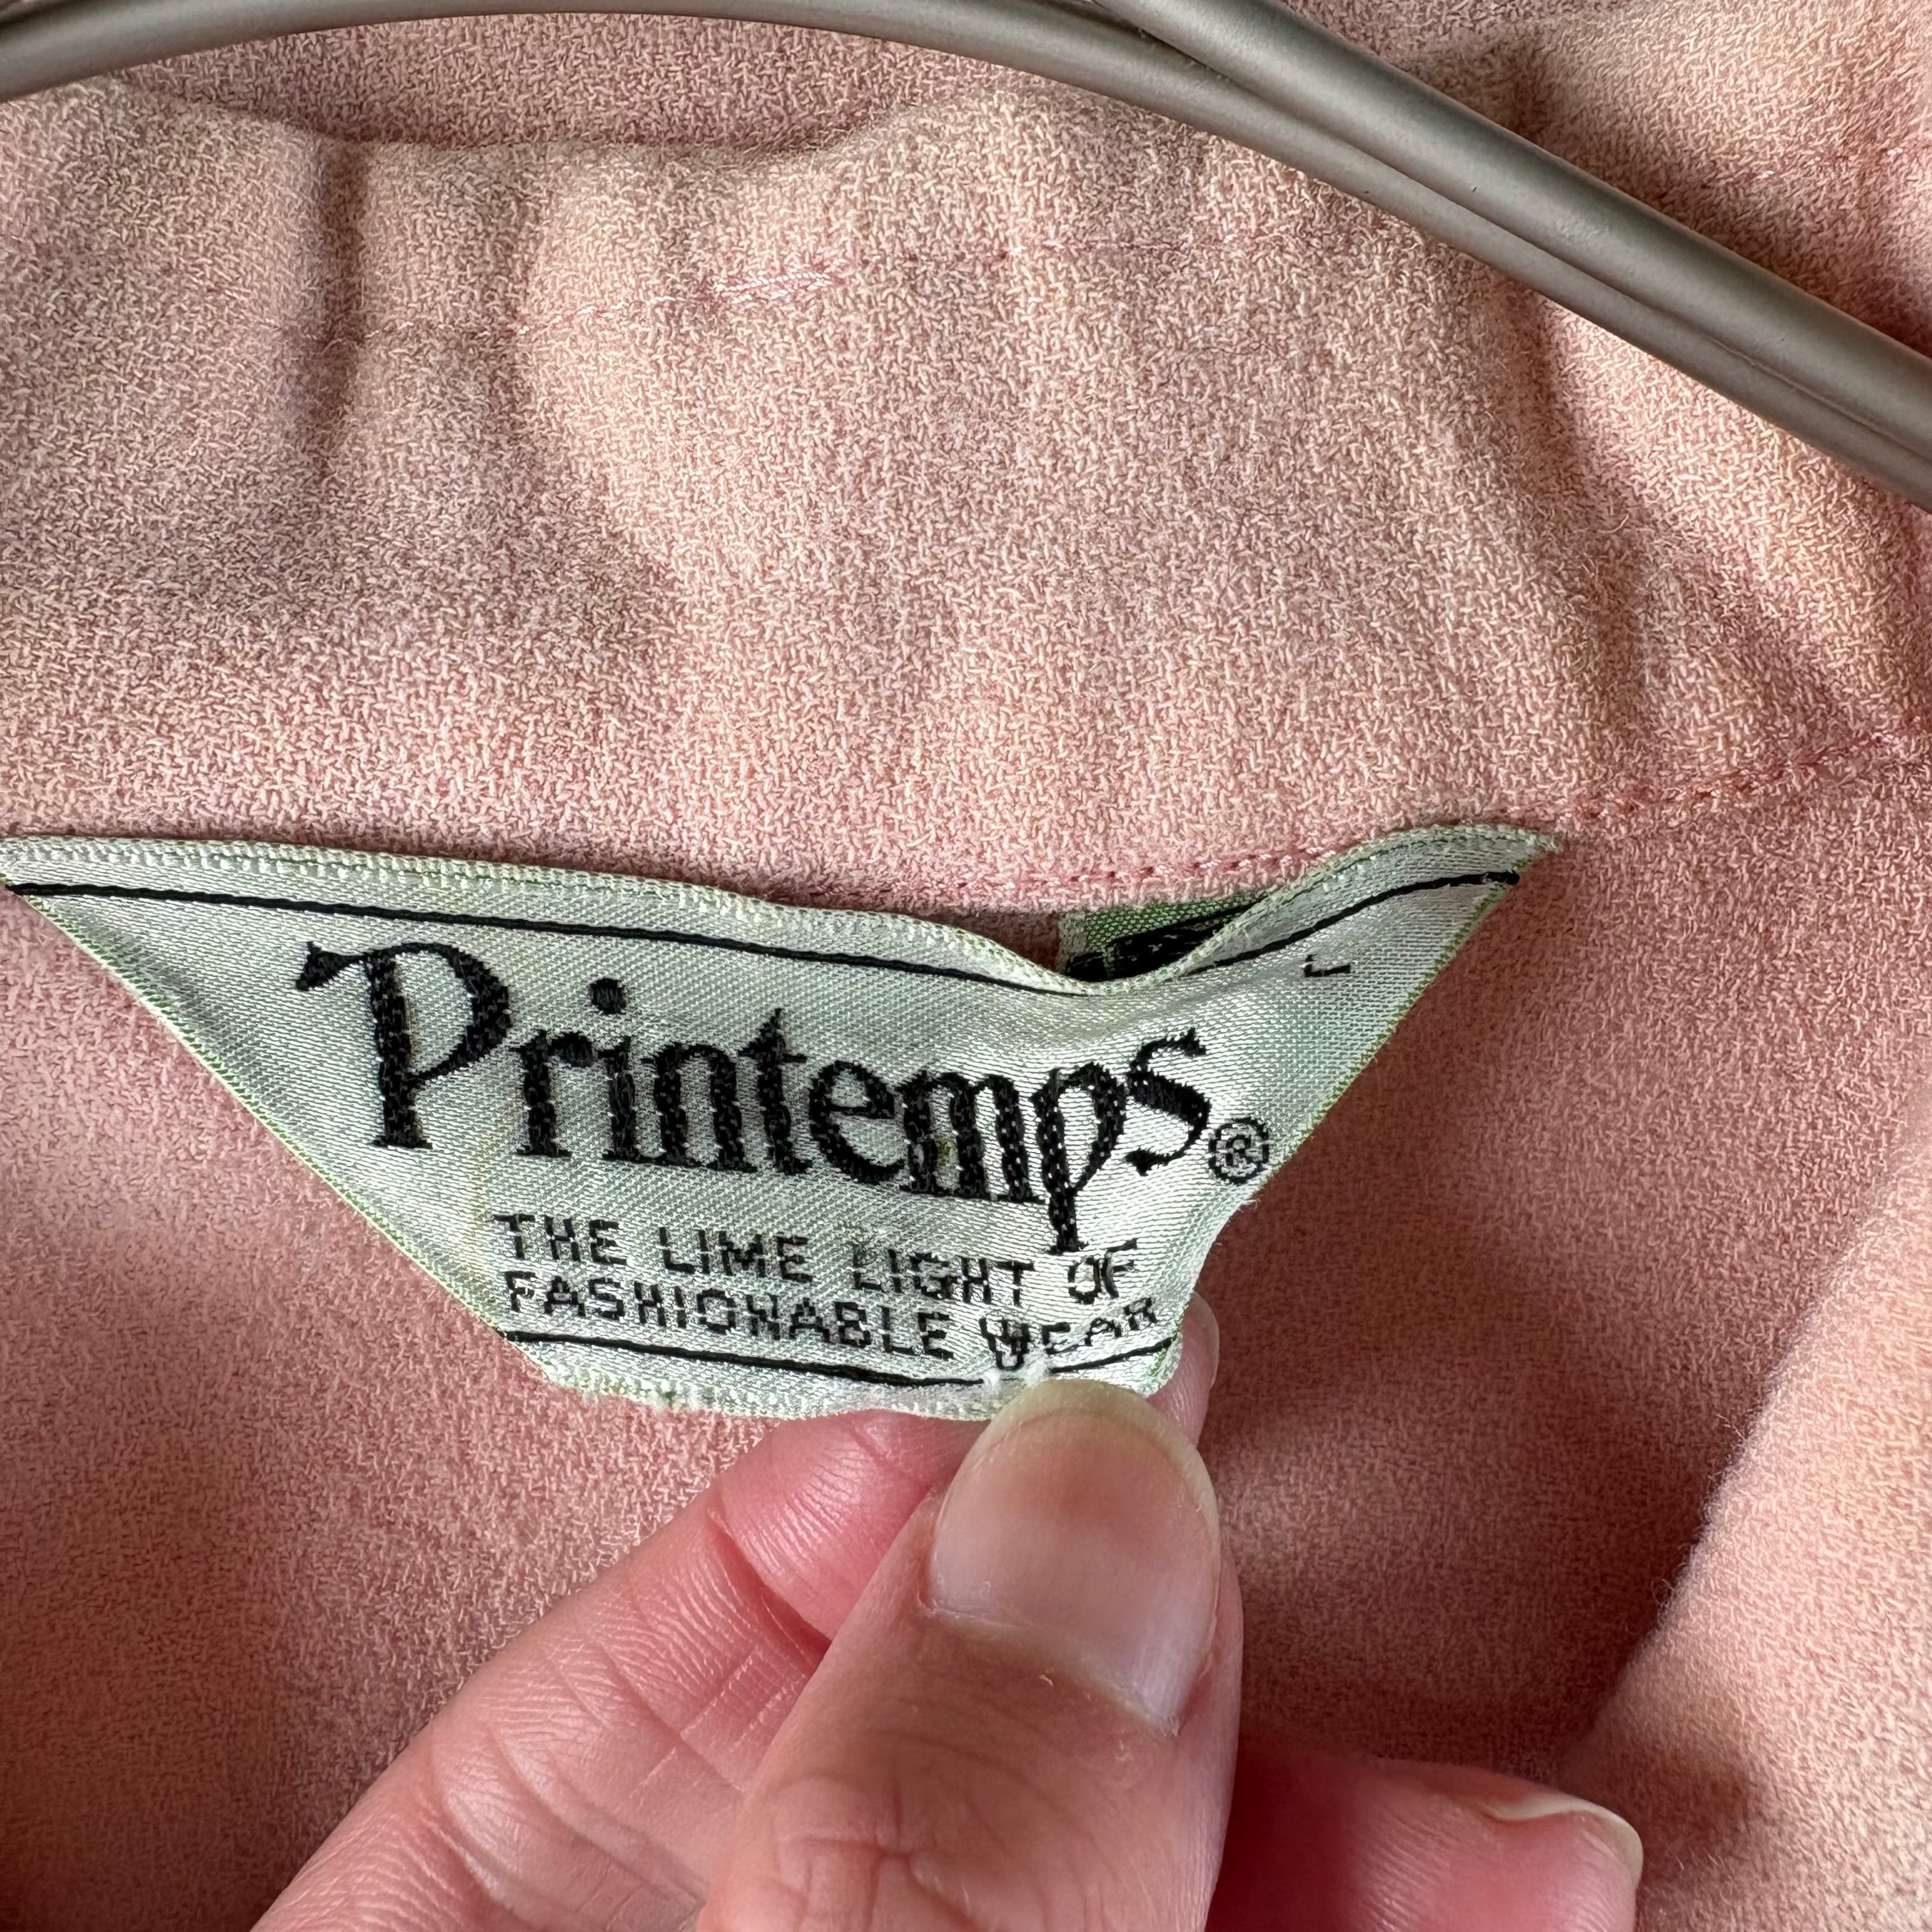 Printemps®
THE LIME LIGHT OF
FASHIONABLE WEAR